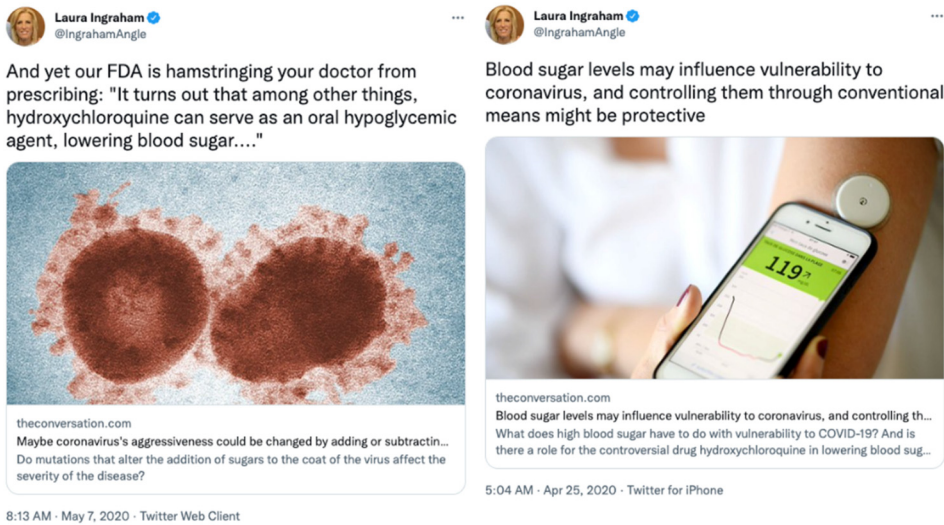 Laura Ingraham
@IngrahamAngle
And yet our FDA is hamstringing your doctor from
prescribing: "It turns out that among other things,
hydroxychloroquine can serve as an oral hypoglycemic
agent, lowering blood sugar...."
theconversation.com
Maybe coronavirus's aggressiveness could be changed by adding or subtractin...
Do mutations that alter the addition of sugars to the coat of the virus affect the
severity of the disease?
8:13 AM · May 7, 2020 · Twitter Web Client
Laura Ingraham
@IngrahamAngle
Blood sugar levels may influence vulnerability to
coronavirus, and controlling them through conventional
means might be protective
119
theconversation.com
Blood sugar levels may influence vulnerability to coronavirus, and controlling th...
What does high blood sugar have to do with vulnerability to COVID-19? And is
there a role for the controversial drug hydroxychloroquine in lowering blood sug...
5:04 AM · Apr 25, 2020 · Twitter for iPhone